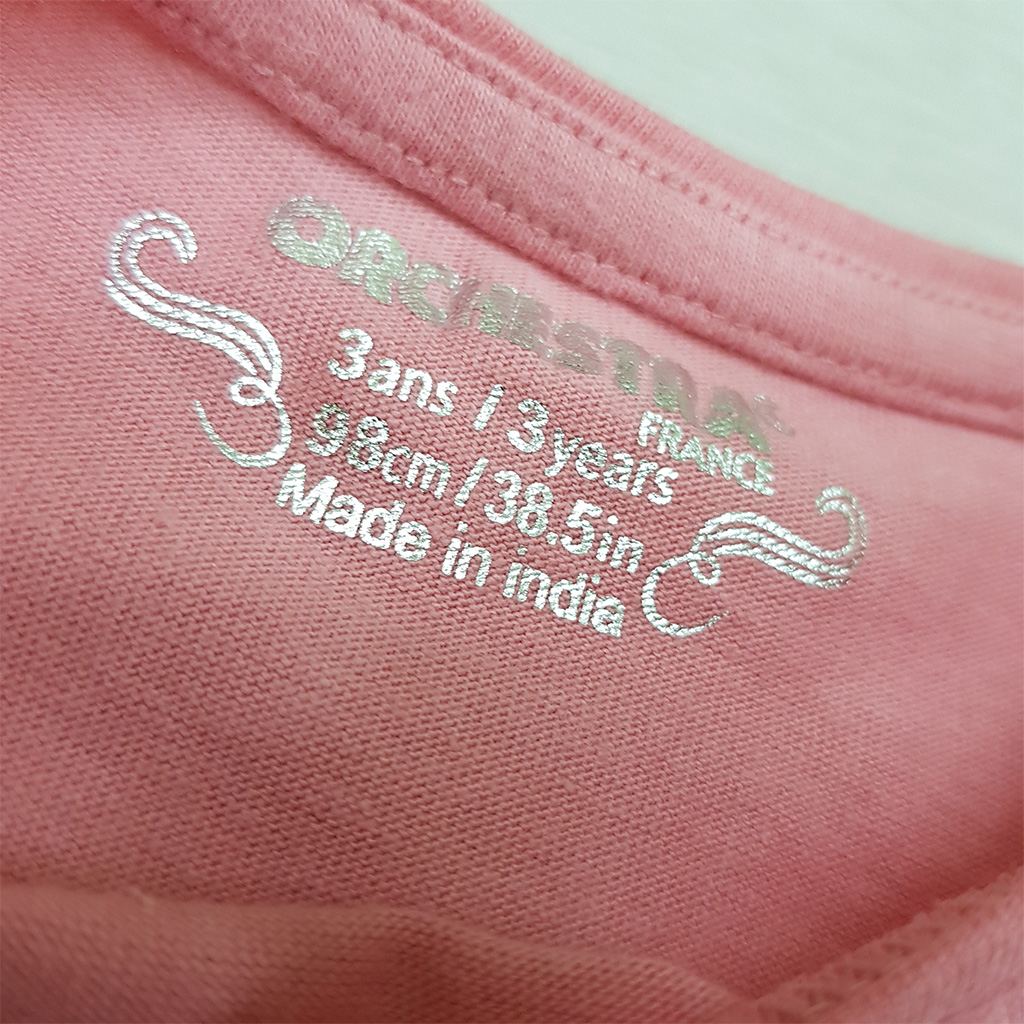 ORCHESTRA
FRANCE
3ans / 3years
98cm / 38.5in
Made in india